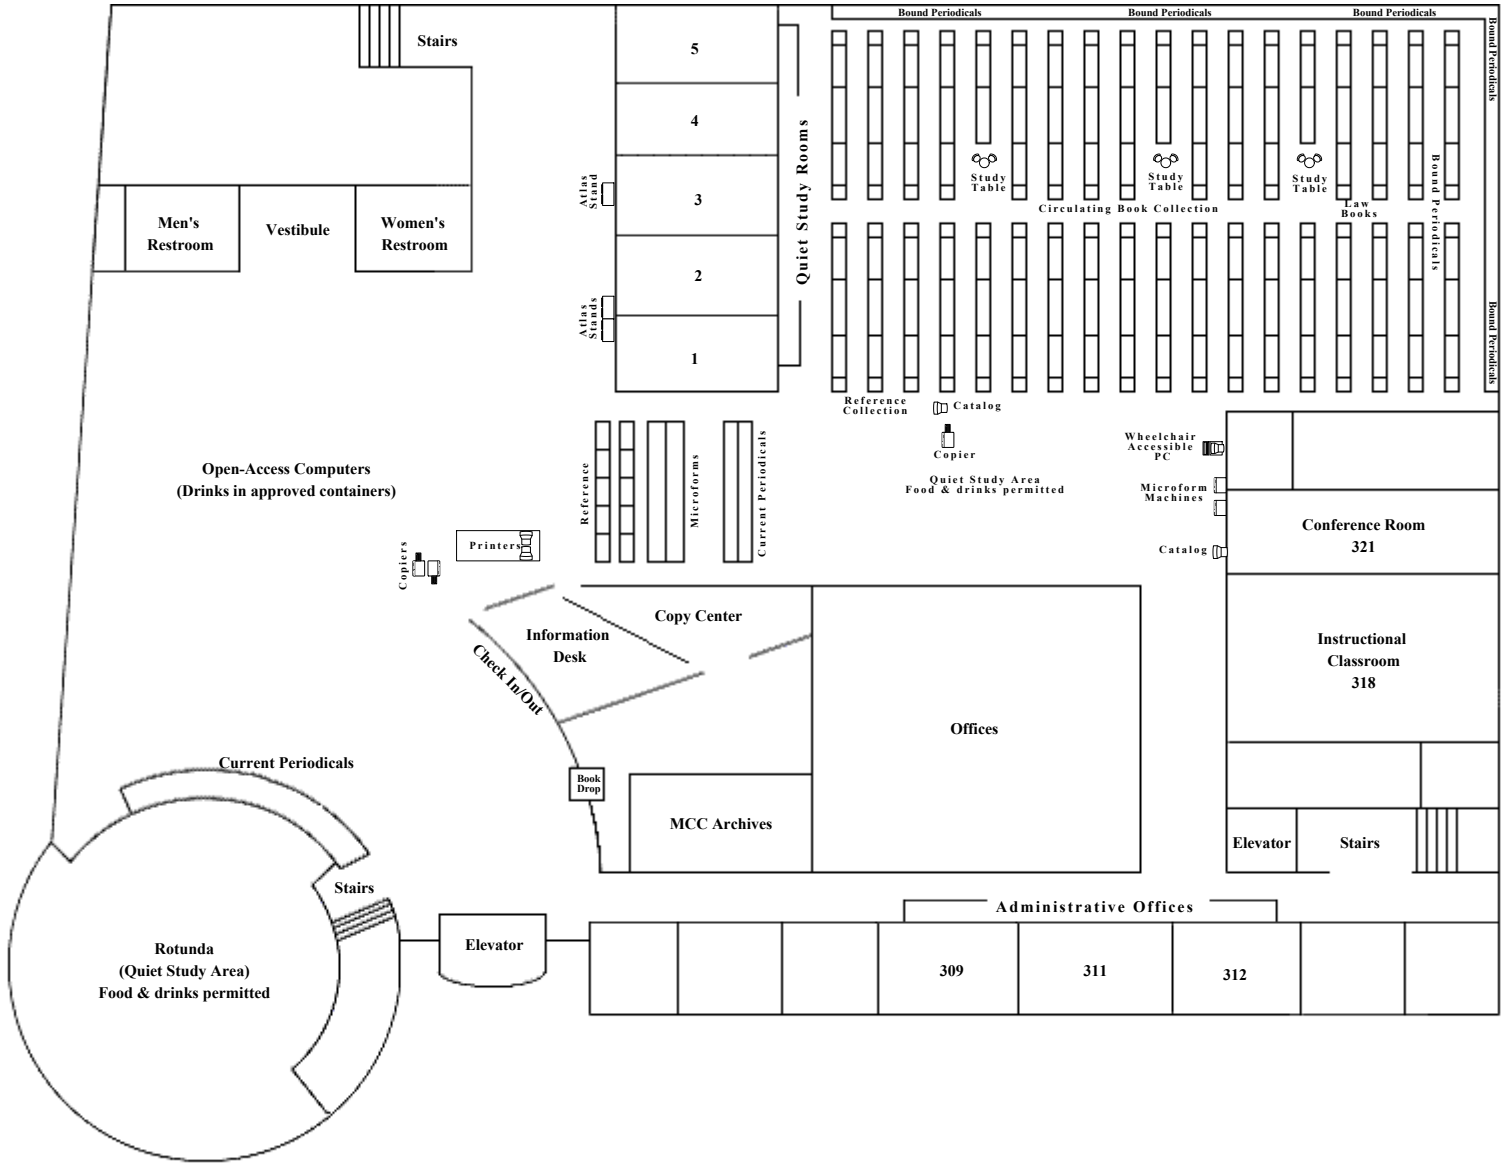 Bound Periodicals
Bound Periodicals
Bound Periodicals
Bound Periodicals
Stairs
5
4
3
2
1
Quiet Study Rooms
Atlas
Stand
Atlas
Stands
Study
Table
Study
Table
Study
Table
Circulating Book Collection
Law
Books
Bound Periodicals
Bound Periodicals
Men's
Restroom
Vestibule
Women's
Restroom
Reference
Collection
Catalog
Copier
Quiet Study Area
Food & drinks permitted
Wheelchair
Accessible
PC
Microform
Machines
Catalog
Conference Room
321
Instructional
Classroom
318
Open-Access Computers
(Drinks in approved containers)
Reference
Microforms
Current Periodicals
Printers
Copiers
Copy Center
Information
Desk
Check In/Out
Offices
Book
Drop
MCC Archives
Current Periodicals
Stairs
Elevator
Rotunda
(Quiet Study Area)
Food & drinks permitted
Elevator
Stairs
Administrative Offices
309
311
312